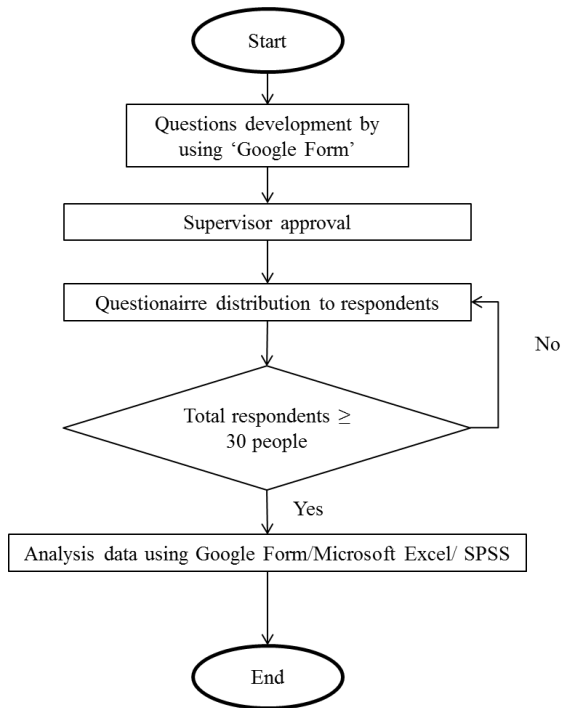 Start
Questions development by
using ‘Google Form’
Supervisor approval
Questionairre distribution to respondents
No
Total respondents ≥
30 people
Yes
Analysis data using Google Form/Microsoft Excel/ SPSS
End